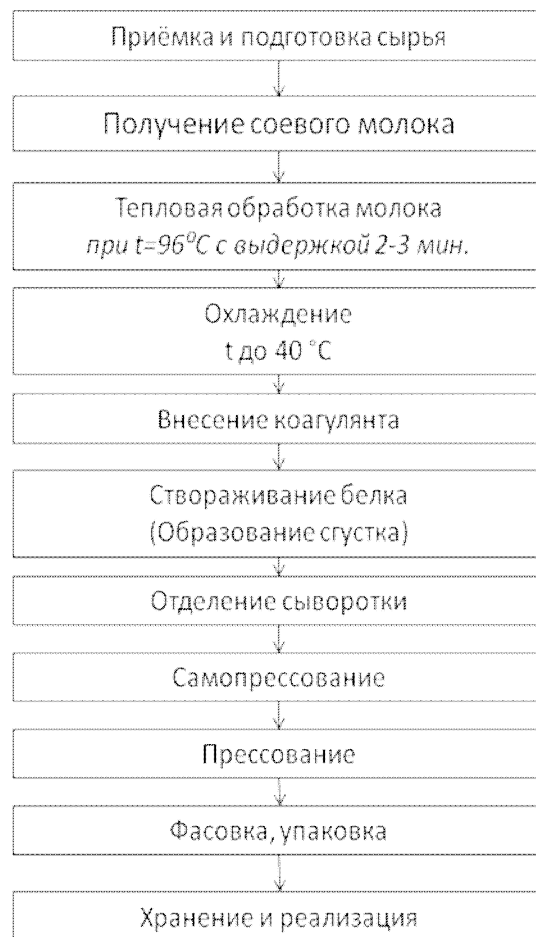 Приёмка и подготовка сырья
Получение соевого молока
Тепловая обработка молока
при t=96⁰С с выдержкой 2-3 мин.
Охлаждение
t до 40 °С
Внесение коагулянта
Створаживание белка
(Образование сгустка)
Отделение сыворотки
Самопрессование
Прессование
Фасовка, упаковка
Хранение и реализация